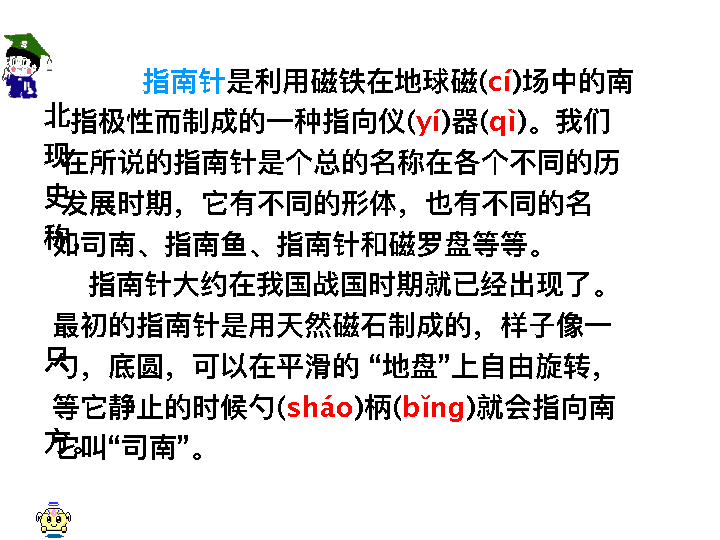 指南针是利用磁铁在地球磁(cí)场中的南
北指极性而制成的一种指向仪(yí)器(qì)。我们
现在所说的指南针是个总的名称在各个不同的历
史发展时期，它有不同的形体，也有不同的名
称，如司南、指南鱼、指南针和磁罗盘等等。
指南针大约在我国战国时期就已经出现了。
最初的指南针是用天然磁石制成的，样子像一
只勺，底圆，可以在平滑的 “地盘”上自由旋转，
等它静止的时候勺(sháo)柄(bǐng)就会指向南
方。它叫“司南”。